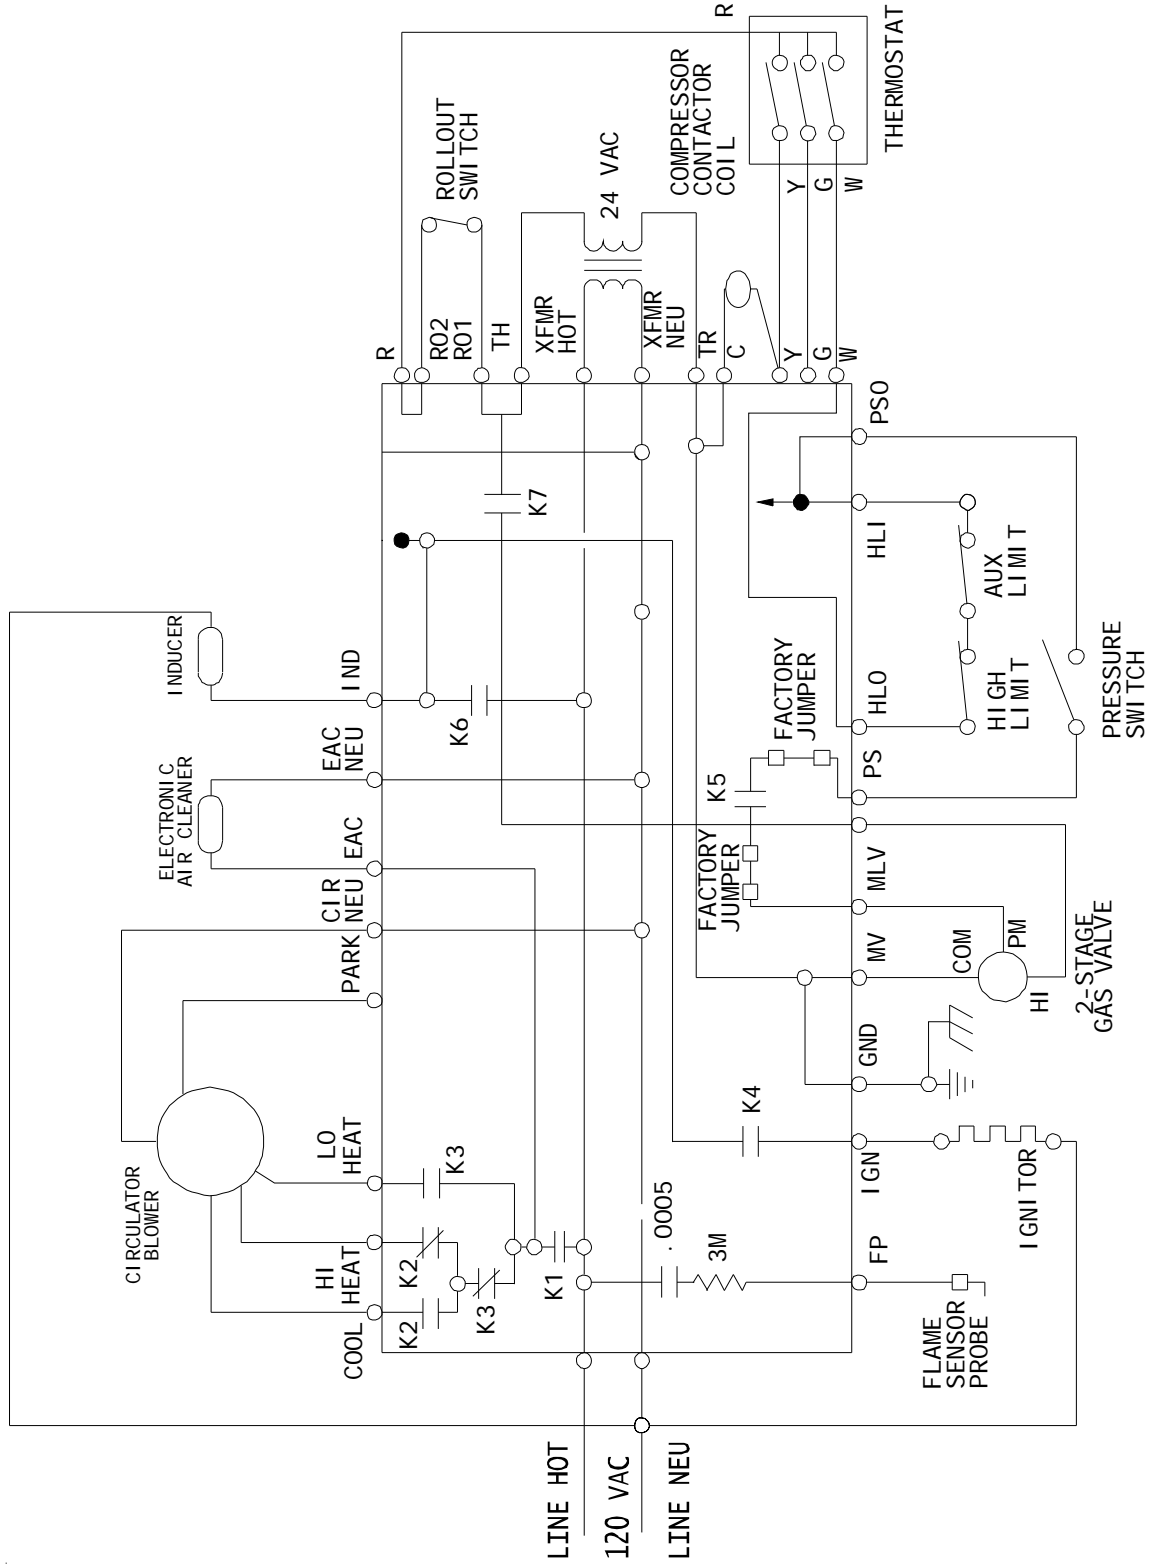 R
THERMOSTAT
COMPRESSOR
CONTACTOR
COIL
ROLLOUT
SWITCH
24 VAC
Y
G
W
R
RO2
RO1
TH
XFMR
HOT
XFMR
NEU
TR
C
Y
G
W
PSO
K7
HLI
AUX
LIMIT
INDUCER
IND
K6
FACTORY
JUMPER
HLO
HIGH
LIMIT
PRESSURE
SWITCH
EAC
NEU
ELECTRONIC
AIR CLEANER
EAC
K5
PS
FACTORY
JUMPER
MLV
CIR
NEU
PARK
MV
COM
PM
HI
2-STAGE
GAS VALVE
GND
K4
LO
HEAT
K3
CIRCULATOR
BLOWER
IGN
IGNITOR
HI
HEAT
K2
K3
K1
.0005
3M
FP
COOL
K2
FLAME
SENSOR
PROBE
LINE HOT
120 VAC
LINE NEU